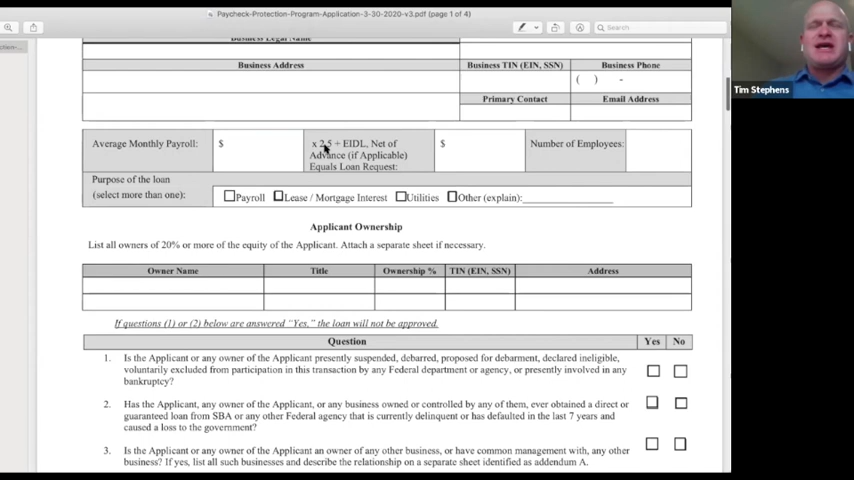 Paycheck-Protection-Program-Application-3-30-2020-v3.pdf (page 1 of 4)
Search
Business Legal Name
Business Address
Business TIN (EIN, SSN)
Business Phone
( ) -
Primary Contact
Email Address
Tim Stephens
Average Monthly Payroll:
$
x 2.5 + EIDL, Net of
Advance (if Applicable)
Equals Loan Request:
$
Number of Employees:
Purpose of the loan
(select more than one):
Payroll Lease / Mortgage Interest Utilities Other (explain):
Applicant Ownership
List all owners of 20% or more of the equity of the Applicant. Attach a separate sheet if necessary.
Owner Name Title Ownership % TIN (EIN, SSN) Address
If questions (1) or (2) below are answered "Yes," the loan will not be approved.
Question Yes No
1. Is the Applicant or any owner of the Applicant presently suspended, debarred, proposed for debarment, declared ineligible,
voluntarily excluded from participation in this transaction by any Federal department or agency, or presently involved in any
bankruptcy?
2. Has the Applicant, any owner of the Applicant, or any business owned or controlled by any of them, ever obtained a direct or
guaranteed loan from SBA or any other Federal agency that is currently delinquent or has defaulted in the last 7 years and
caused a loss to the government?
3. Is the Applicant or any owner of the Applicant an owner of any other business, or have common management with, any other
business? If yes, list all such businesses and describe the relationship on a separate sheet identified as addendum A.